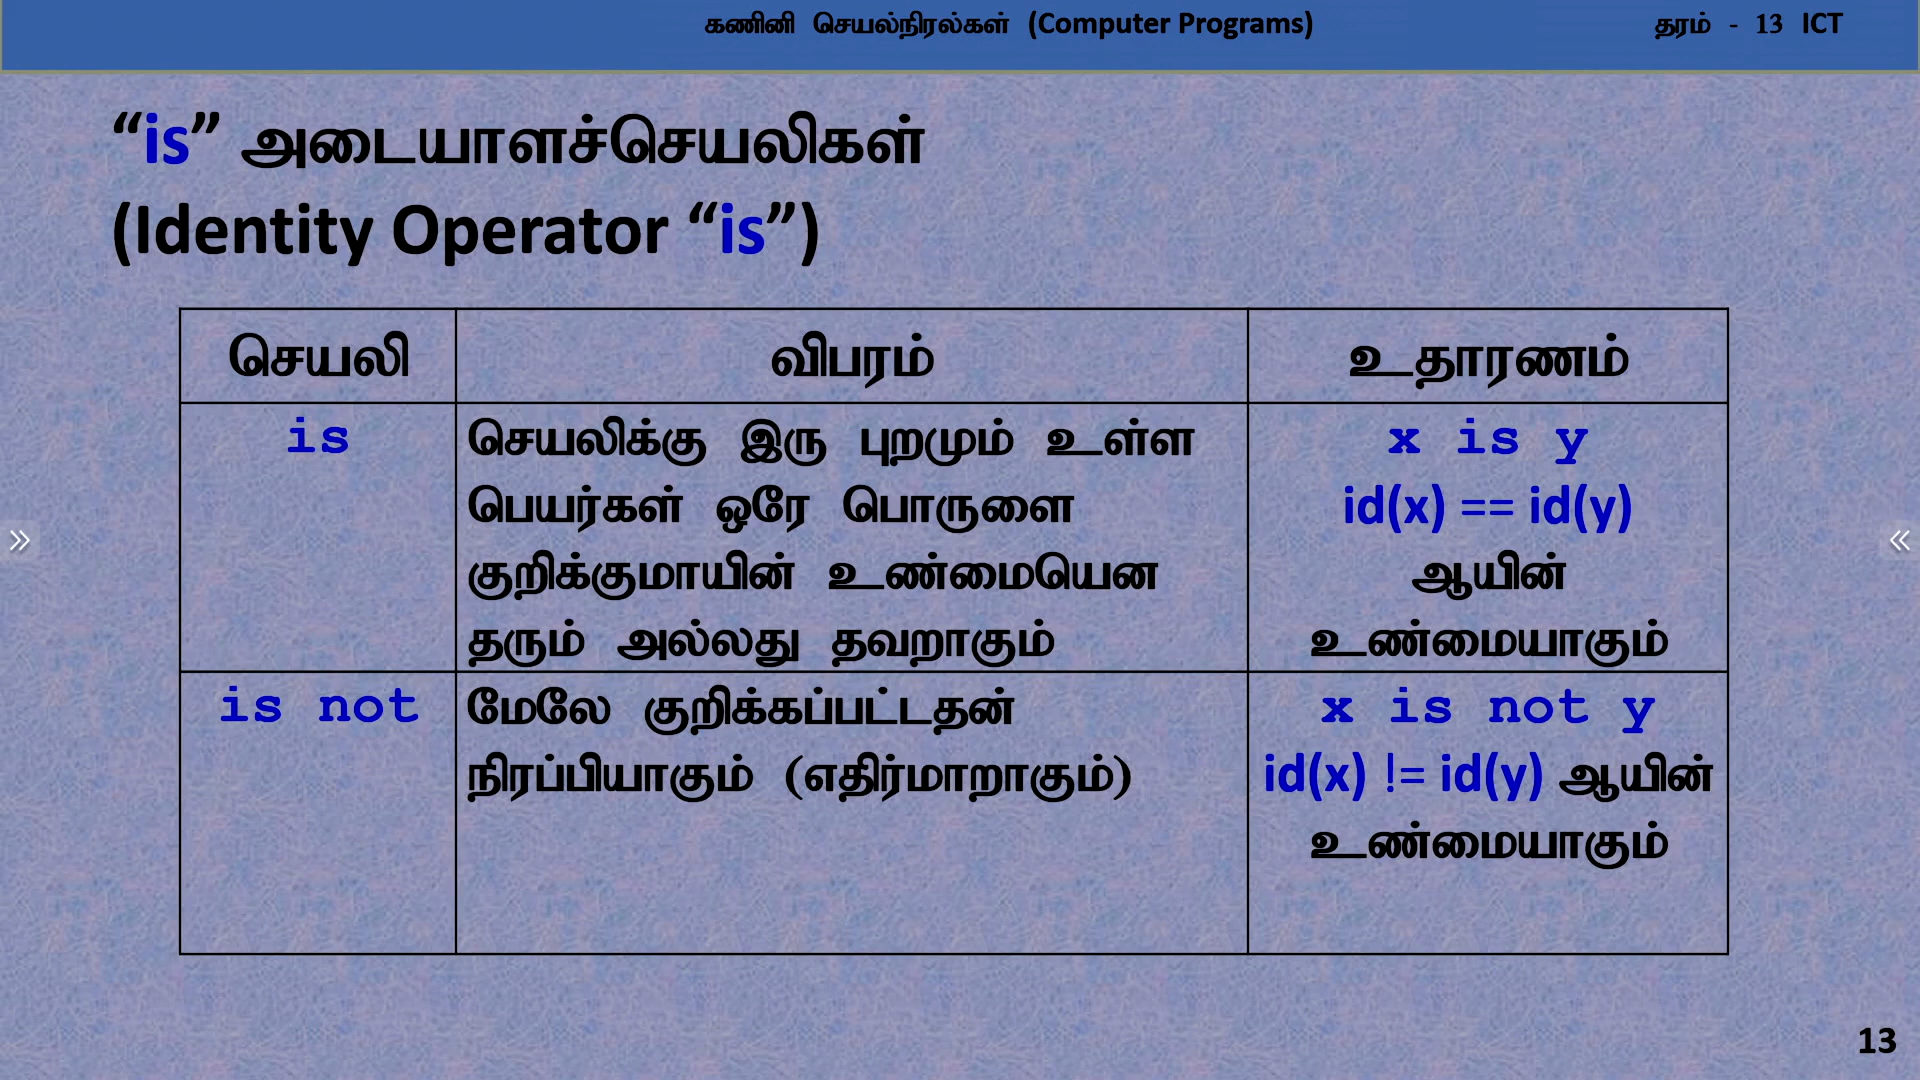 கணினி செயல்நிரல்கள் (Computer Programs)
தரம் - 13 ICT
“is” அடையாளச்செயலிகள்
(Identity Operator “is”)
செயலி
விபரம்
உதாரணம்
is
செயலிக்கு இரு புறமும் உள்ள
பெயர்கள் ஒரே பொருளை
குறிக்குமாயின் உண்மையென
தரும் அல்லது தவறாகும்
x is y
id(x) == id(y)
ஆயின்
உண்மையாகும்
is not
மேலே குறிக்கப்பட்டதன்
நிரப்பியாகும் (எதிர்மாறாகும்)
x is not y
id(x) != id(y) ஆயின்
உண்மையாகும்
13